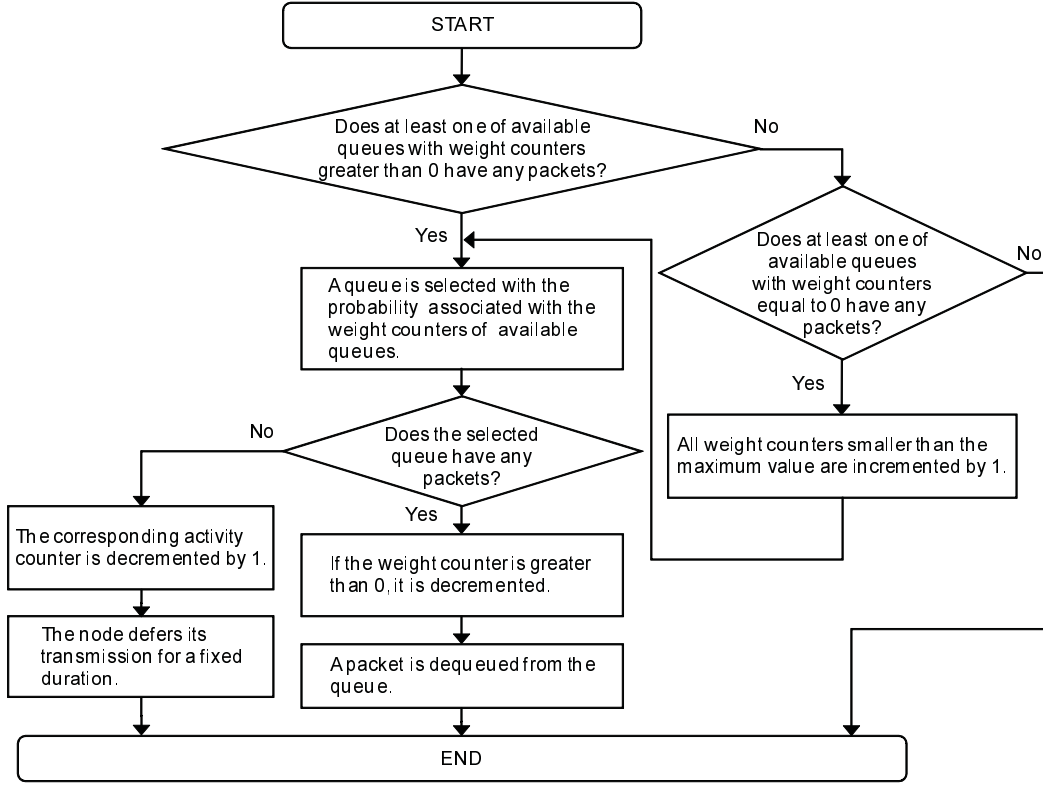 START
Does at least one of available
queues with weight counters
greater than 0 have any packets?
No
Yes
Does at least one of
available queues
with weight counters
equal to 0 have any
packets?
No
A queue is selected with the
probability associated with the
weight counters of available
queues.
Yes
All weight counters smaller than the
maximum value are incremented by 1.
Does the selected
queue have any
packets?
No
Yes
The corresponding activity
counter is decremented by 1.
If the weight counter is greater
than 0, it is decremented.
The node defers its
transmission for a fixed
duration.
A packet is dequeued from the
queue.
END